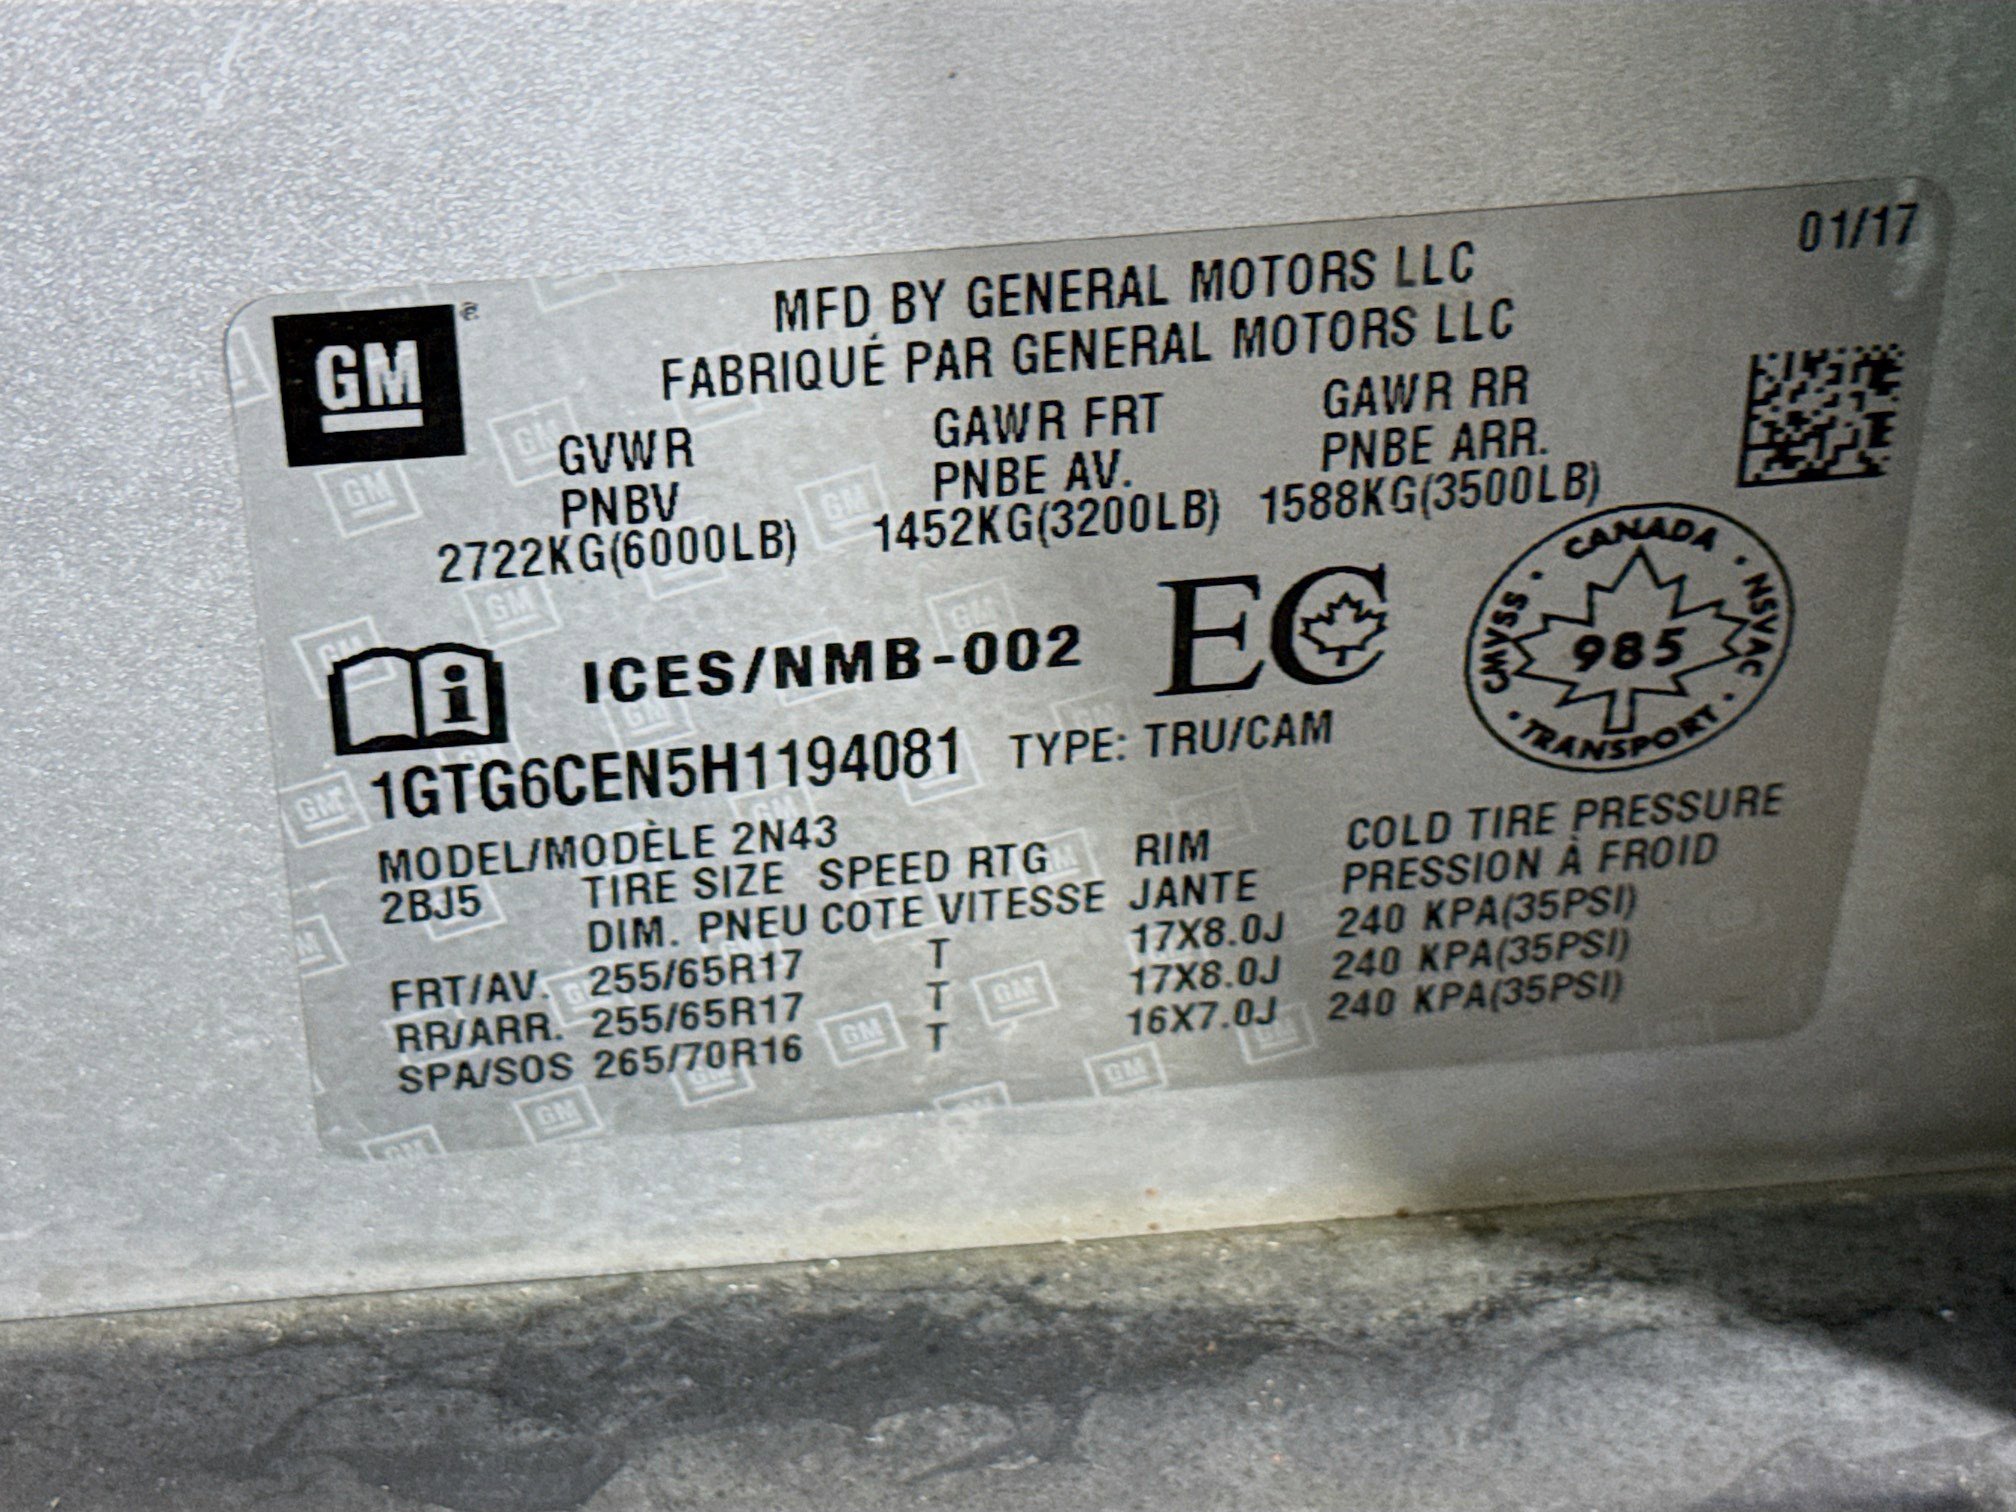 01/17
MFD BY GENERAL MOTORS LLC
FABRIQUÉ PAR GENERAL MOTORS LLC
GM
GVWR GAWR FRT GAWR RR
PNBV PNBE AV. PNBE ARR.
2722KG(6000LB) 1452KG(3200LB) 1588KG(3500LB)
ICES/NMB-002 EC
CANADA · NSVAC · TRANSPORT · CMVSS ·
985
1GTG6CEN5H1194081 TYPE: TRU/CAM
MODEL/MODÈLE 2N43
2BJ5 TIRE SIZE SPEED RTG RIM COLD TIRE PRESSURE
DIM. PNEU COTE VITESSE JANTE PRESSION À FROID
FRT/AV. 255/65R17 T 17X8.0J 240 KPA(35PSI)
RR/ARR. 255/65R17 T 17X8.0J 240 KPA(35PSI)
SPA/SOS 265/70R16 T 16X7.0J 240 KPA(35PSI)